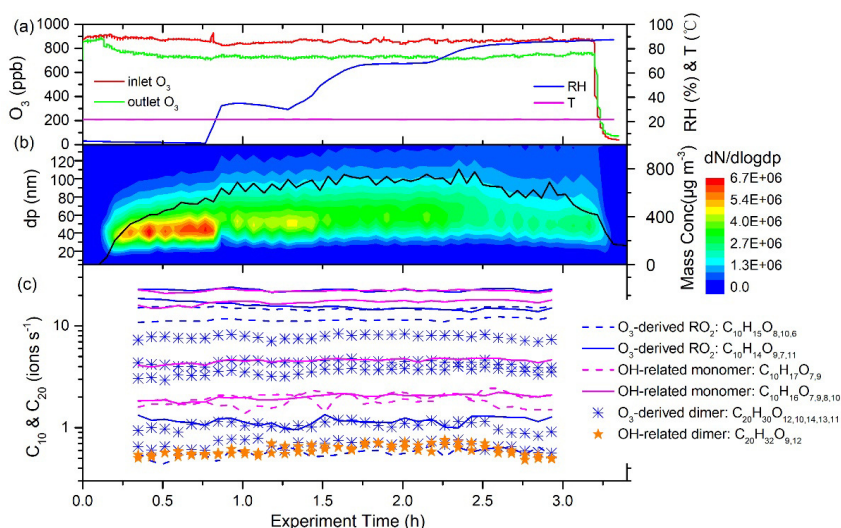 (a)
1000
900
800
600
400
200
0
O₃ (ppb)
inlet O₃
outlet O₃
RH
T
100
80
60
40
20
0
RH (%) & T (℃)
(b)
120
100
80
60
40
20
dp (nm)
800
400
0
Mass Conc(µg m⁻³)
dN/dlogdp
6.7E+06
5.3E+06
4.0E+06
2.7E+06
1.3E+06
0.0
(c)
10
1
C₁₀ & C₂₀ (ions s⁻¹)
O₃-derived RO₂: C₁₀H₁₅O₈,₁₀,₆
O₃-derived RO₂: C₁₀H₁₄O₉,₇,₁₁
OH-related monomer: C₁₀H₁₇O₇,₉
OH-related monomer: C₁₀H₁₆O₇,₉,₈,₁₀
O₃-derived dimer: C₂₀H₃₀O₁₂,₁₀,₁₄,₁₃,₁₁
OH-related dimer: C₂₀H₃₂O₉,₁₂
0.0
0.5
1.0
1.5
2.0
2.5
3.0
Experiment Time (h)